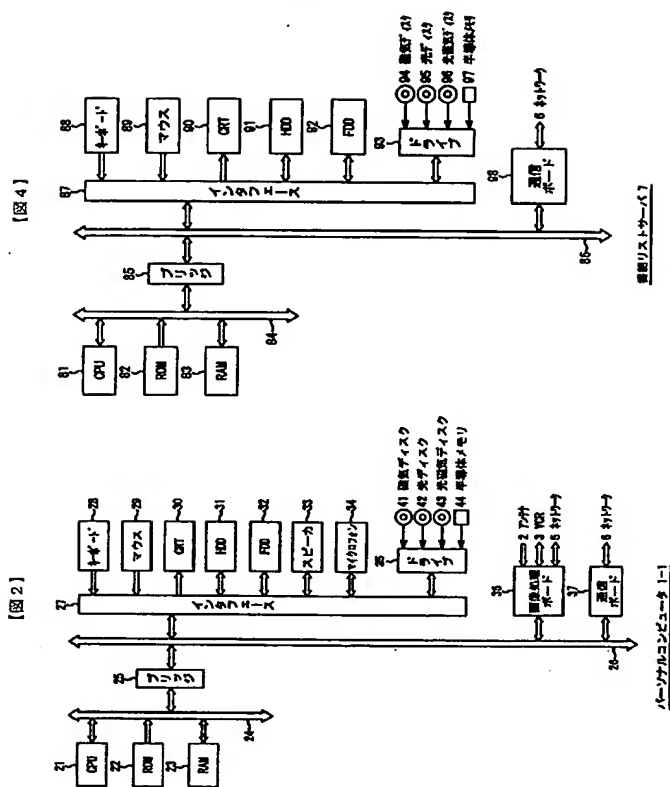 【図2】
21
CPU
22
ROM
23
RAM
24
25
ブリッジ
26
27
インタフェース
28
キーボード
29
マウス
30
CRT
31
HDD
32
FDD
33
スピーカ
34
マイクロフォン
35
ドライブ
41 磁気ディスク
42 光ディスク
43 光磁気ディスク
44 半導体メモリ
36
画像処理
ボード
2 アンテナ
3 VCR
5 ネットワーク
37
通信
ボード
6 ネットワーク
パーソナルコンピュータ 1-1
【図4】
81
CPU
82
ROM
83
RAM
84
85
ブリッジ
86
87
インタフェース
88
キーボード
89
マウス
90
CRT
91
HDD
92
FDD
93
ドライブ
94 磁気ディスク
95 光ディスク
96 光磁気ディスク
97 半導体メモリ
98
通信
ボード
6 ネットワーク
番組リストサーバ 7